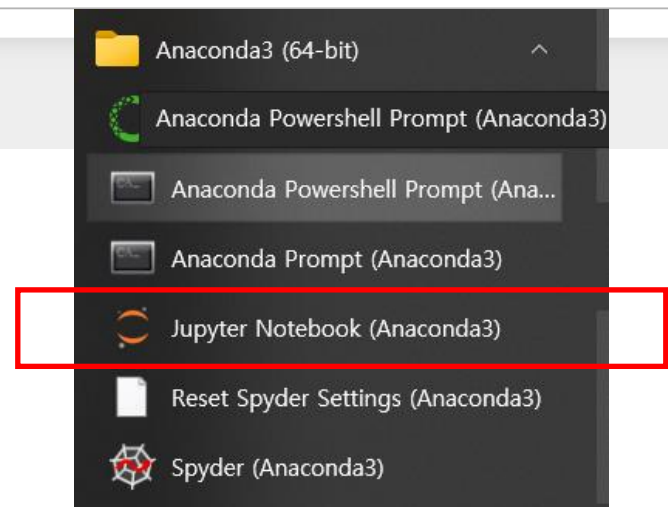 Anaconda3 (64-bit)
Anaconda Powershell Prompt (Anaconda3)
Anaconda Powershell Prompt (Ana...
Anaconda Prompt (Anaconda3)
Jupyter Notebook (Anaconda3)
Reset Spyder Settings (Anaconda3)
Spyder (Anaconda3)